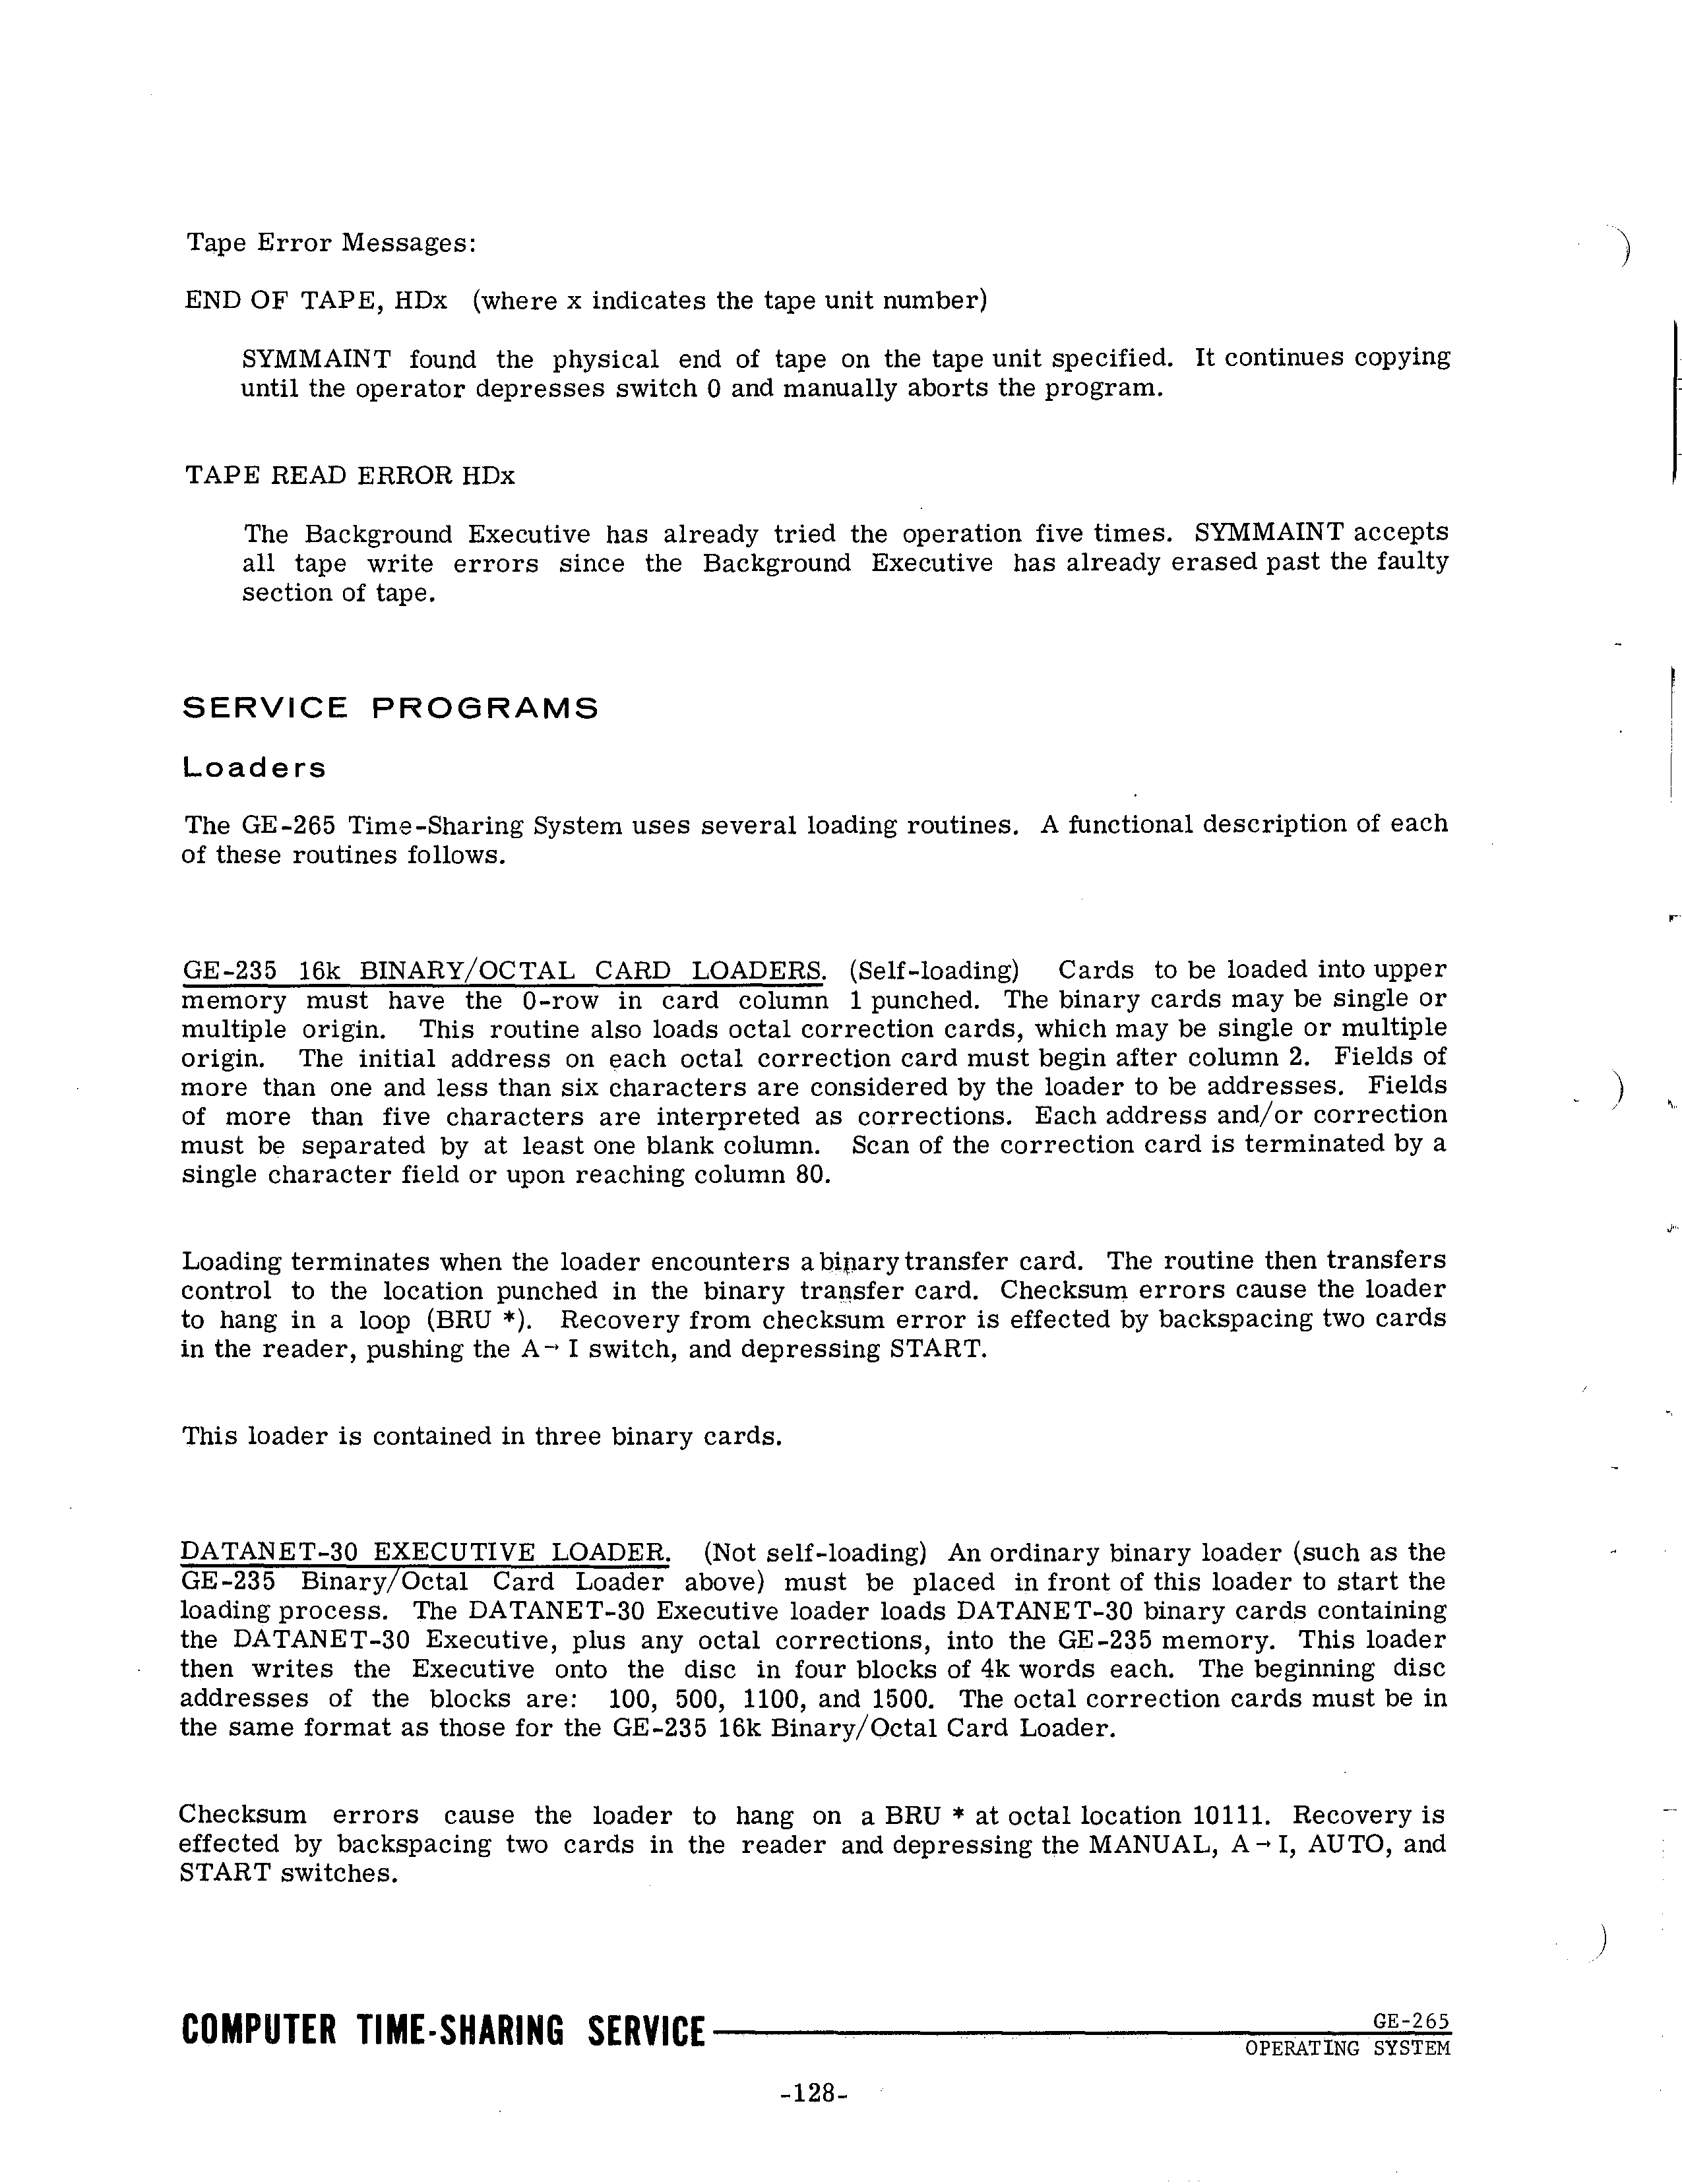 Tape Error Messages:
END OF TAPE, HDx (where x indicates the tape unit number)
SYMMAINT found the physical end of tape on the tape unit specified. It continues copying
until the operator depresses switch 0 and manually aborts the program.
TAPE READ ERROR HDx
The Background Executive has already tried the operation five times. SYMMAINT accepts
all tape write errors since the Background Executive has already erased past the faulty
section of tape.
SERVICE PROGRAMS
Loaders
The GE-265 Time-Sharing System uses several loading routines. A functional description of each
of these routines follows.
GE-235 16k BINARY/OCTAL CARD LOADERS. (Self-loading) Cards to be loaded into upper
memory must have the 0-row in card column 1 punched. The binary cards may be single or
multiple origin. This routine also loads octal correction cards, which may be single or multiple
origin. The initial address on each octal correction card must begin after column 2. Fields of
more than one and less than six characters are considered by the loader to be addresses. Fields
of more than five characters are interpreted as corrections. Each address and/or correction
must be separated by at least one blank column. Scan of the correction card is terminated by a
single character field or upon reaching column 80.
Loading terminates when the loader encounters a binary transfer card. The routine then transfers
control to the location punched in the binary transfer card. Checksum errors cause the loader
to hang in a loop (BRU *). Recovery from checksum error is effected by backspacing two cards
in the reader, pushing the A→ I switch, and depressing START.
This loader is contained in three binary cards.
DATANET-30 EXECUTIVE LOADER. (Not self-loading) An ordinary binary loader (such as the
GE-235 Binary/Octal Card Loader above) must be placed in front of this loader to start the
loading process. The DATANET-30 Executive loader loads DATANET-30 binary cards containing
the DATANET-30 Executive, plus any octal corrections, into the GE-235 memory. This loader
then writes the Executive onto the disc in four blocks of 4k words each. The beginning disc
addresses of the blocks are: 100, 500, 1100, and 1500. The octal correction cards must be in
the same format as those for the GE-235 16k Binary/Octal Card Loader.
Checksum errors cause the loader to hang on a BRU * at octal location 10111. Recovery is
effected by backspacing two cards in the reader and depressing the MANUAL, A→ I, AUTO, and
START switches.
COMPUTER TIME-SHARING SERVICE
GE-265
OPERATING SYSTEM
-128-